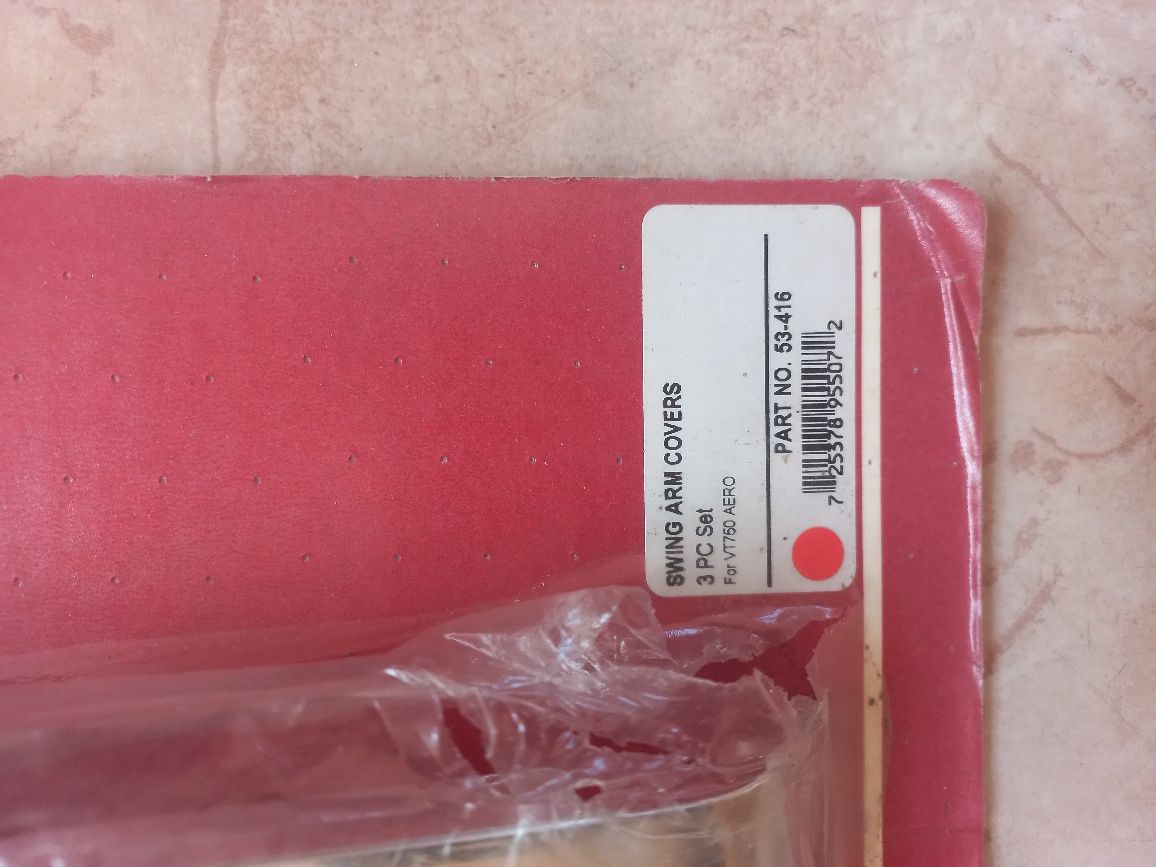 SWING ARM COVERS
3 PC Set
For VT750 AERO
PART NO. 53-416
7 25378 95507 2